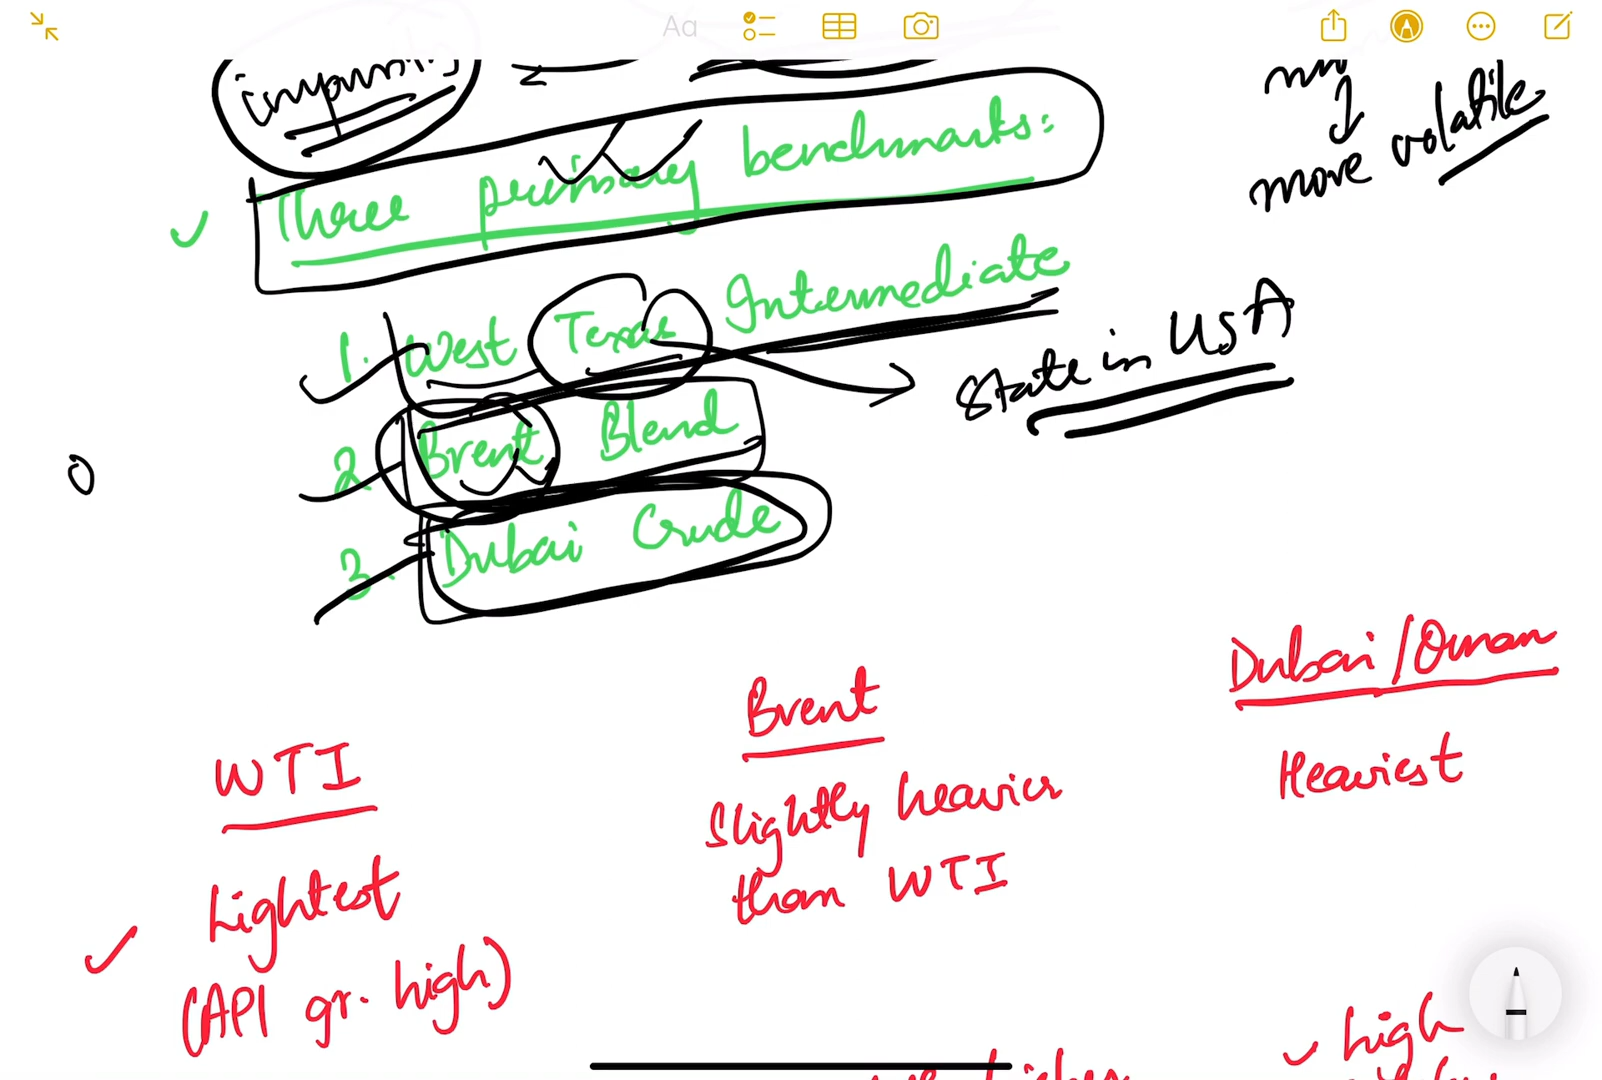 Aa
more volatile
Three primary benchmarks:
1. West Texas Intermediate
State in USA
2. Brent Blend
3. Dubai Crude
WTI
Lightest
(API gr. high)
Brent
Slightly heavier
than WTI
Dubai/Oman
Heaviest
high